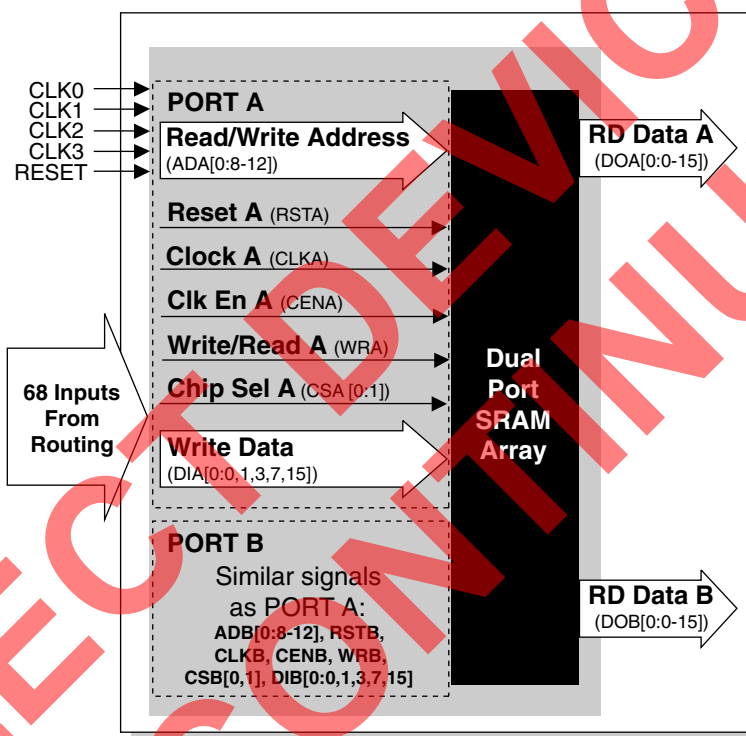 CLK0
CLK1
CLK2
CLK3
RESET
PORT A
Read/Write Address
(ADA[0:8-12])
Reset A (RSTA)
Clock A (CLKA)
Clk En A (CENA)
Write/Read A (WRA)
Chip Sel A (CSA [0:1])
Write Data
(DIA[0:0,1,3,7,15])
68 Inputs
From
Routing
PORT B
Similar signals
as PORT A:
ADB[0:8-12], RSTB,
CLKB, CENB, WRB,
CSB[0,1], DIB[0:0,1,3,7,15]
Dual
Port
SRAM
Array
RD Data A
(DOA[0:0-15])
RD Data B
(DOB[0:0-15])
ECT DEVIC
CONTINU